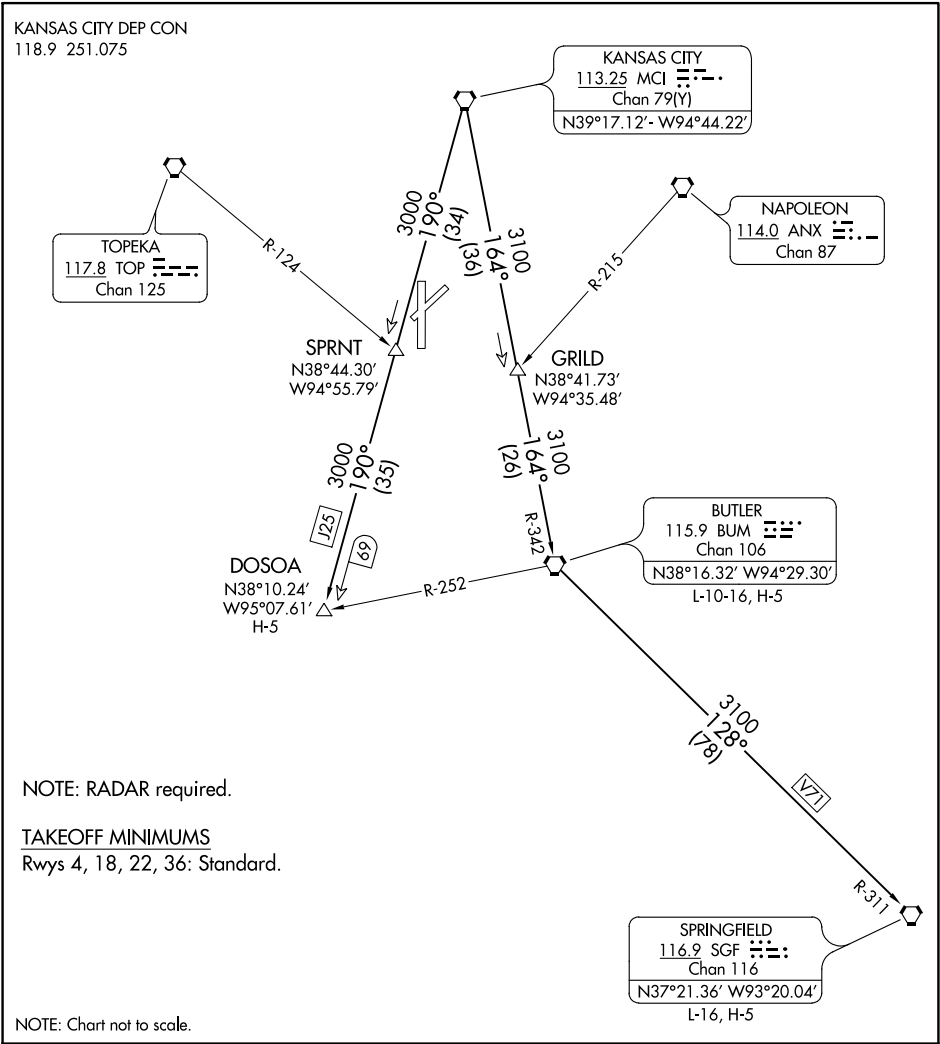 KANSAS CITY DEP CON
118.9 251.075
KANSAS CITY
113.25 MCI
Chan 79(Y)
N39°17.12′- W94°44.22′
TOPEKA
117.8 TOP
Chan 125
NAPOLEON
114.0 ANX
Chan 87
R-124
3000
190°
(34)
3100
164°
(36)
R-215
SPRNT
N38°44.30′
W94°55.79′
GRILD
N38°41.73′
W94°35.48′
3000
190°
(35)
3100
164°
(26)
J25
69
R-342
BUTLER
115.9 BUM
Chan 106
N38°16.32′ W94°29.30′
L-10-16, H-5
DOSOA
N38°10.24′
W95°07.61′
H-5
R-252
3100
128°
(78)
V71
R-311
NOTE: RADAR required.
TAKEOFF MINIMUMS
Rwys 4, 18, 22, 36: Standard.
SPRINGFIELD
116.9 SGF
Chan 116
N37°21.36′ W93°20.04′
L-16, H-5
NOTE: Chart not to scale.